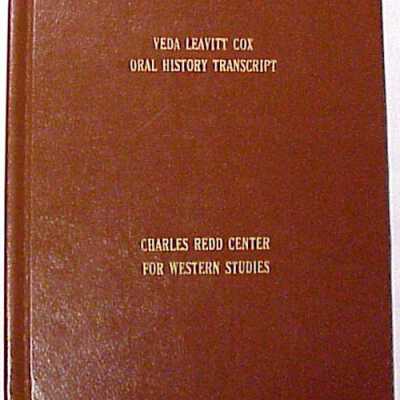 VEDA LEAVITT COX
ORAL HISTORY TRANSCRIPT
CHARLES REDD CENTER
FOR WESTERN STUDIES